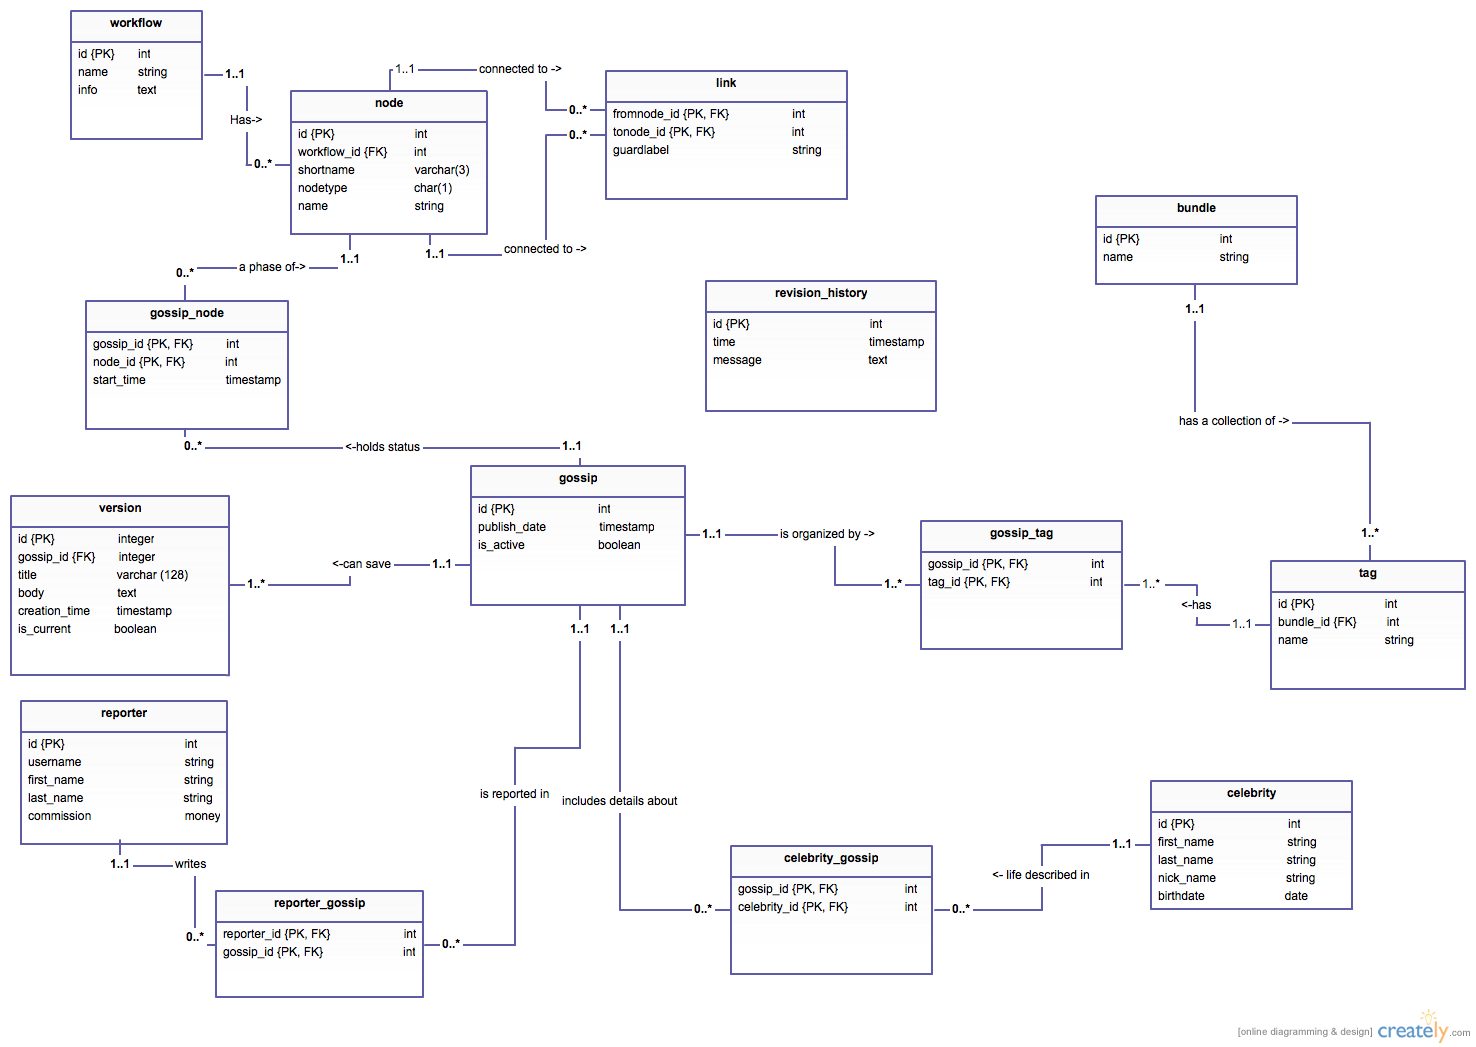 workflow
id {PK} int
name string
info text
1..1
Has->
0..*
node
id {PK} int
workflow_id {FK} int
shortname varchar(3)
nodetype char(1)
name string
1..1 connected to ->
0..*
0..*
link
fromnode_id {PK, FK} int
tonode_id {PK, FK} int
guardlabel string
1..1 connected to ->
1..1
a phase of->
0..*
bundle
id {PK} int
name string
1..1
has a collection of ->
1..*
gossip_node
gossip_id {PK, FK} int
node_id {PK, FK} int
start_time timestamp
revision_history
id {PK} int
time timestamp
message text
0..* <-holds status 1..1
gossip
id {PK} int
publish_date timestamp
is_active boolean
version
id {PK} integer
gossip_id {FK} integer
title varchar (128)
body text
creation_time timestamp
is_current boolean
1..* <-can save 1..1
1..1 is organized by ->
1..*
gossip_tag
gossip_id {PK, FK} int
tag_id {PK, FK} int
1..*
<-has
1..1
tag
id {PK} int
bundle_id {FK} int
name string
1..1 1..1
reporter
id {PK} int
username string
first_name string
last_name string
commission money
1..1 writes
0..*
is reported in
includes details about
reporter_gossip
reporter_id {PK, FK} int
gossip_id {PK, FK} int
0..*
0..*
celebrity_gossip
gossip_id {PK, FK} int
celebrity_id {PK, FK} int
0..*
<- life described in
1..1
celebrity
id {PK} int
first_name string
last_name string
nick_name string
birthdate date
[online diagramming & design] creately.com